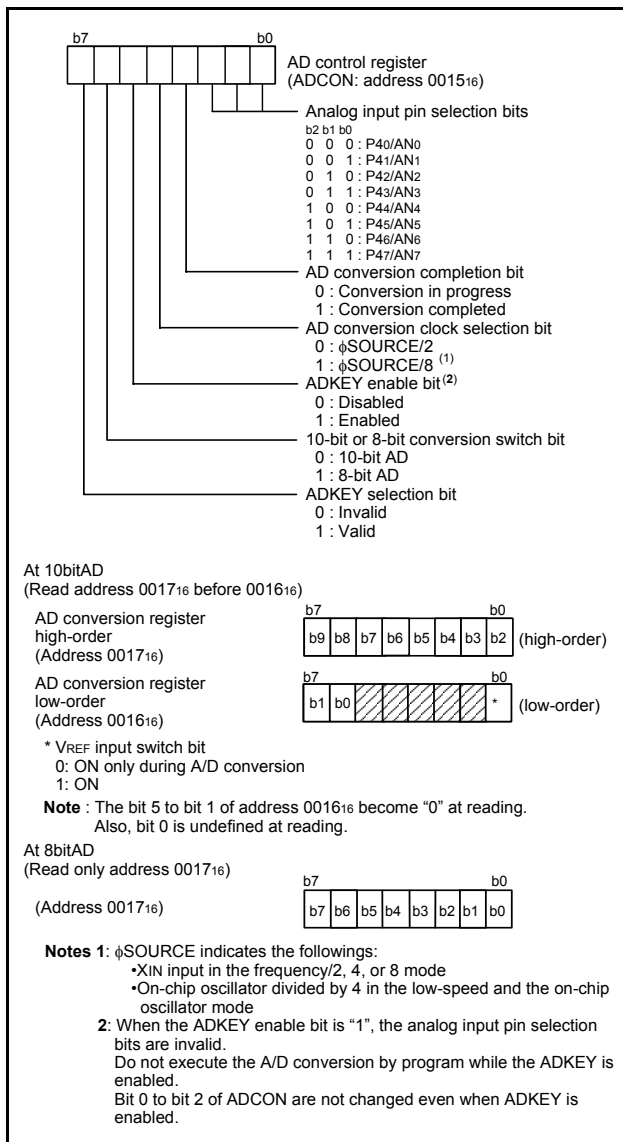 b7 b0
AD control register
(ADCON: address 0015₁₆)
Analog input pin selection bits
b2 b1 b0
0 0 0 : P40/AN0
0 0 1 : P41/AN1
0 1 0 : P42/AN2
0 1 1 : P43/AN3
1 0 0 : P44/AN4
1 0 1 : P45/AN5
1 1 0 : P46/AN6
1 1 1 : P47/AN7
AD conversion completion bit
0 : Conversion in progress
1 : Conversion completed
AD conversion clock selection bit
0 : ϕSOURCE/2
1 : ϕSOURCE/8 (1)
ADKEY enable bit(2)
0 : Disabled
1 : Enabled
10-bit or 8-bit conversion switch bit
0 : 10-bit AD
1 : 8-bit AD
ADKEY selection bit
0 : Invalid
1 : Valid
At 10bitAD
(Read address 0017₁₆ before 0016₁₆)
b7 b0
AD conversion register
high-order
(Address 0017₁₆)
b9 b8 b7 b6 b5 b4 b3 b2 (high-order)
AD conversion register
low-order
(Address 0016₁₆)
b7 b0
b1 b0 * (low-order)
* VREF input switch bit
0: ON only during A/D conversion
1: ON
Note : The bit 5 to bit 1 of address 0016₁₆ become “0” at reading.
Also, bit 0 is undefined at reading.
At 8bitAD
(Read only address 0017₁₆)
b7 b0
(Address 0017₁₆)
b7 b6 b5 b4 b3 b2 b1 b0
Notes 1: ϕSOURCE indicates the followings:
•XIN input in the frequency/2, 4, or 8 mode
•On-chip oscillator divided by 4 in the low-speed and the on-chip
oscillator mode
2: When the ADKEY enable bit is “1”, the analog input pin selection
bits are invalid.
Do not execute the A/D conversion by program while the ADKEY is
enabled.
Bit 0 to bit 2 of ADCON are not changed even when ADKEY is
enabled.